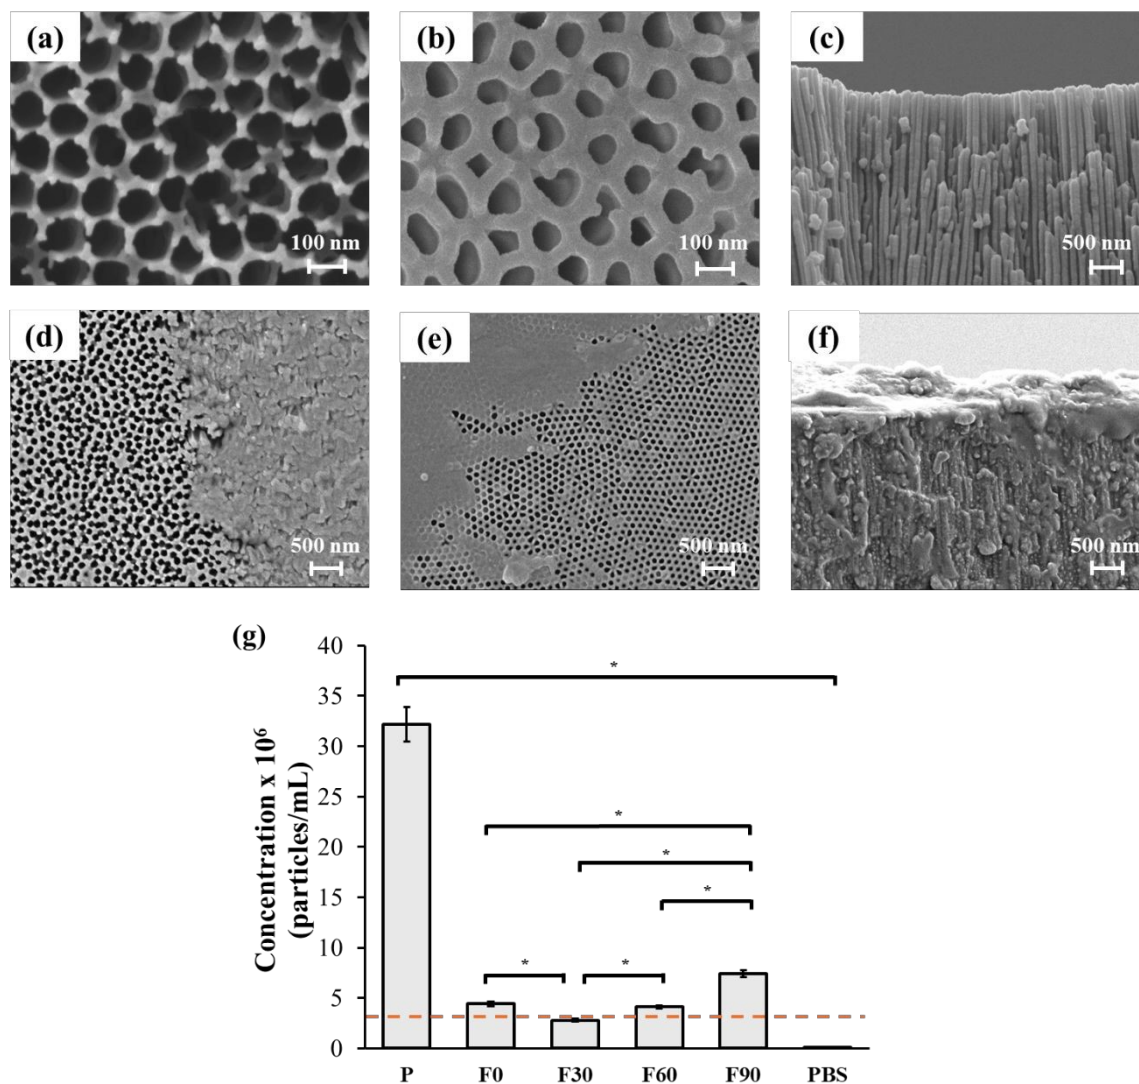 (a)
100 nm
(b)
100 nm
(c)
500 nm
(d)
500 nm
(e)
500 nm
(f)
500 nm
(g)
Concentration x 10⁶
(particles/mL)
40
35
30
25
20
15
10
5
0
*
*
*
*
*
*
P F0 F30 F60 F90 PBS